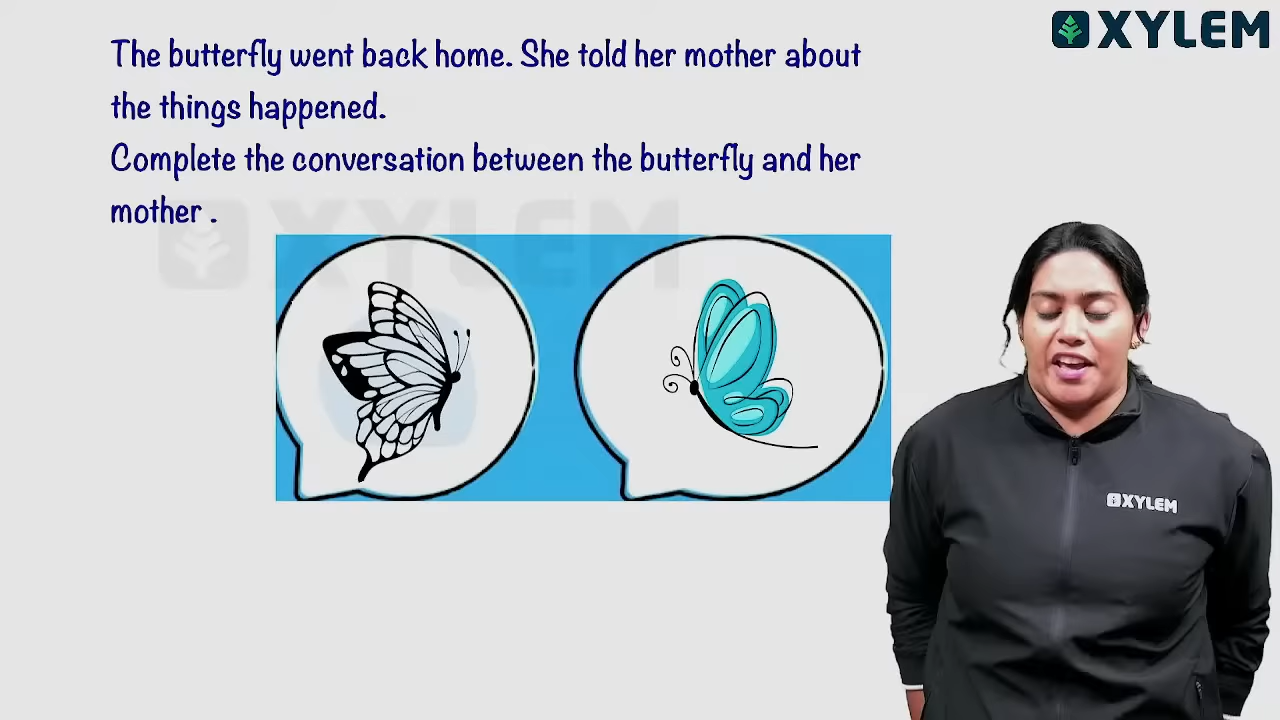 XYLEM
The butterfly went back home. She told her mother about
the things happened.
Complete the conversation between the butterfly and her
mother .
XYLEM
XYLEM